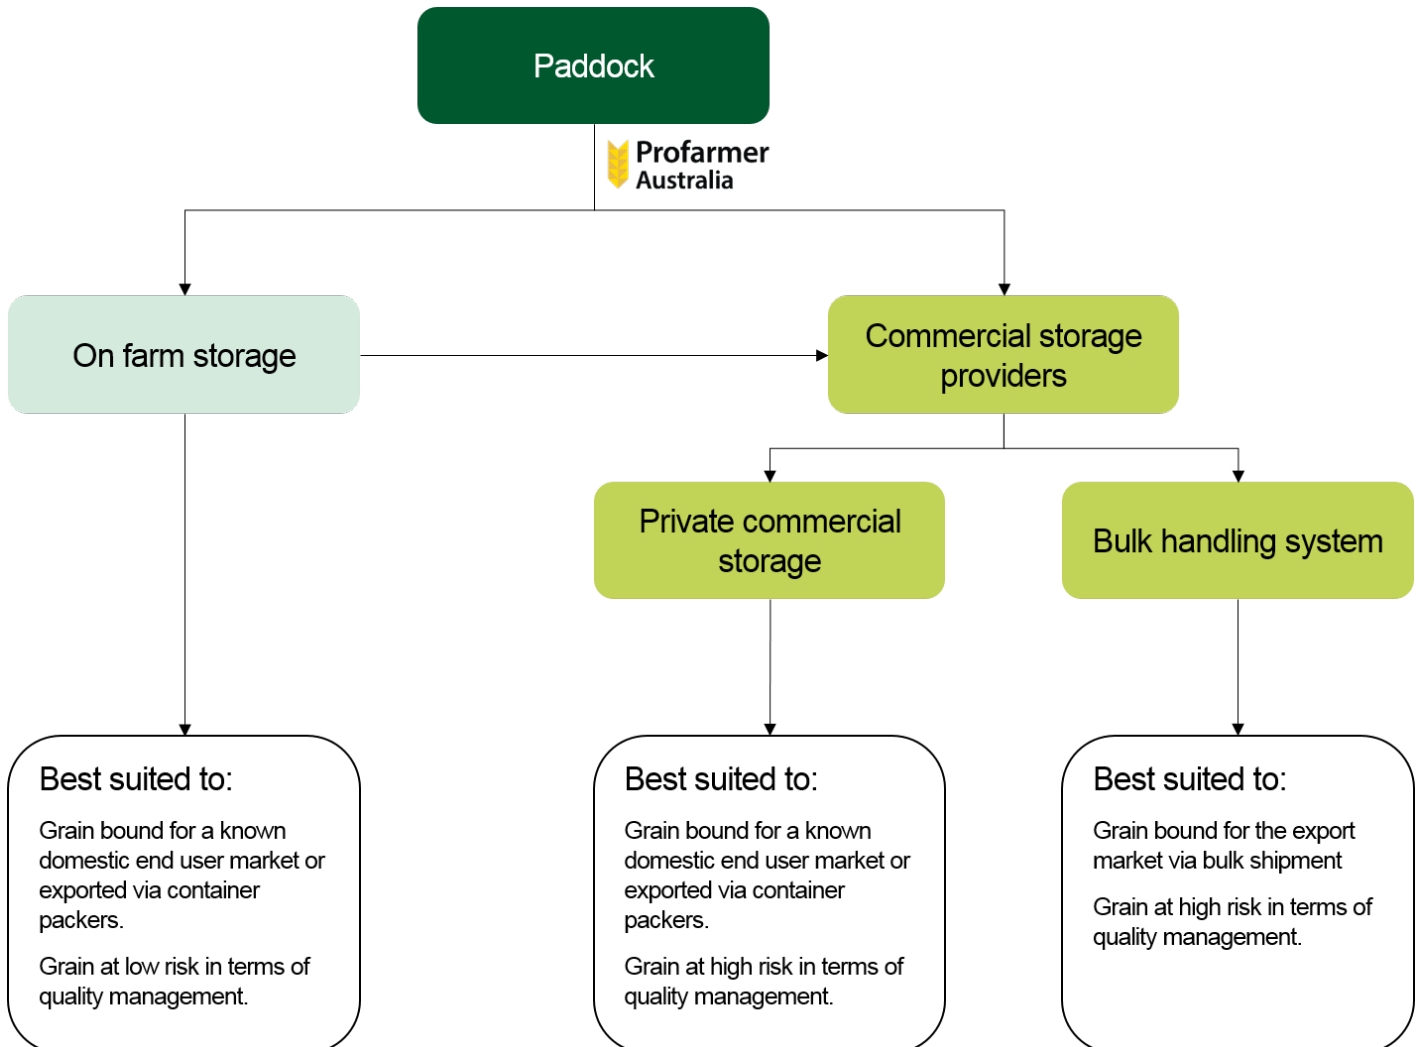 Paddock
Profarmer
Australia
On farm storage
Commercial storage
providers
Private commercial
storage
Bulk handling system
Best suited to:
Grain bound for a known
domestic end user market or
exported via container
packers.
Grain at low risk in terms of
quality management.
Best suited to:
Grain bound for a known
domestic end user market or
exported via container
packers.
Grain at high risk in terms of
quality management.
Best suited to:
Grain bound for the export
market via bulk shipment
Grain at high risk in terms of
quality management.